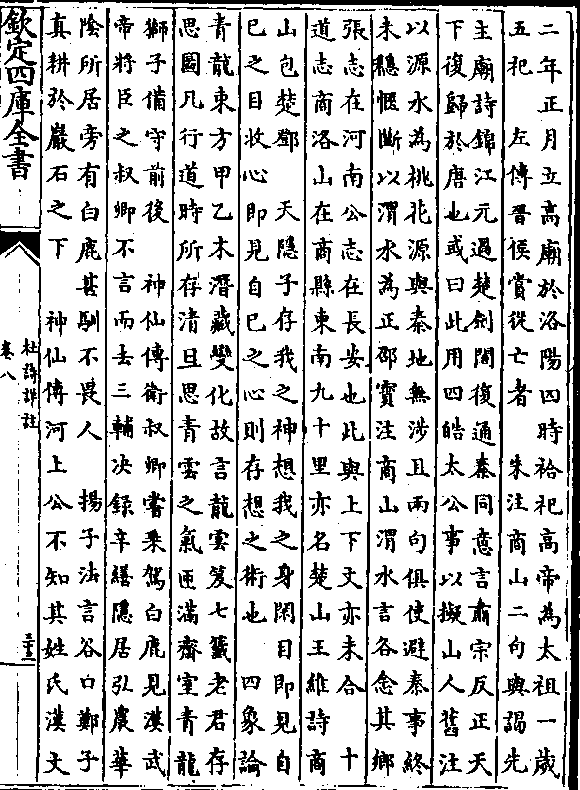 二年正月立高廟於洛陽四時祫祀高帝為太祖一歲
五祀　左傳晉侯賞從亡者　朱注商山二句與謁先
主廟詩錦江元過楚劍閣復通秦同意言肅宗反正天
下復歸於唐也或曰此用四皓太公事以擬山人舊注
以源水為桃花源與秦地無涉且兩句俱使避秦事終
未穩愜斷以渭水為正邵寶注商山渭水言各念其鄉
張志在河南公志在長安也此與上下文亦未合　十
道志商洛山在商縣東南九十里亦名楚山王維詩商
山包楚鄧　天隱子存我之神想我之身閉目即見自
已之目收心即見自已之心則存想之術也　四象論
青龍東方甲乙木潛藏變化故言龍雲笈七籤老君存
思圖凡行道時所存清旦思青雲之氣匝滿齋室青龍
獅子備守前後　神仙傳衛叔卿嘗乘駕白鹿見漢武
帝將臣之叔卿不言而去三輔決録辛繕隱居弘農華
陰所居旁有白鹿甚馴不畏人　揚子法言谷口鄭子
真耕於巖石之下　神仙傳河上公不知其姓氏漢文
欽定四庫全書
杜詩詳註
卷八
三十三